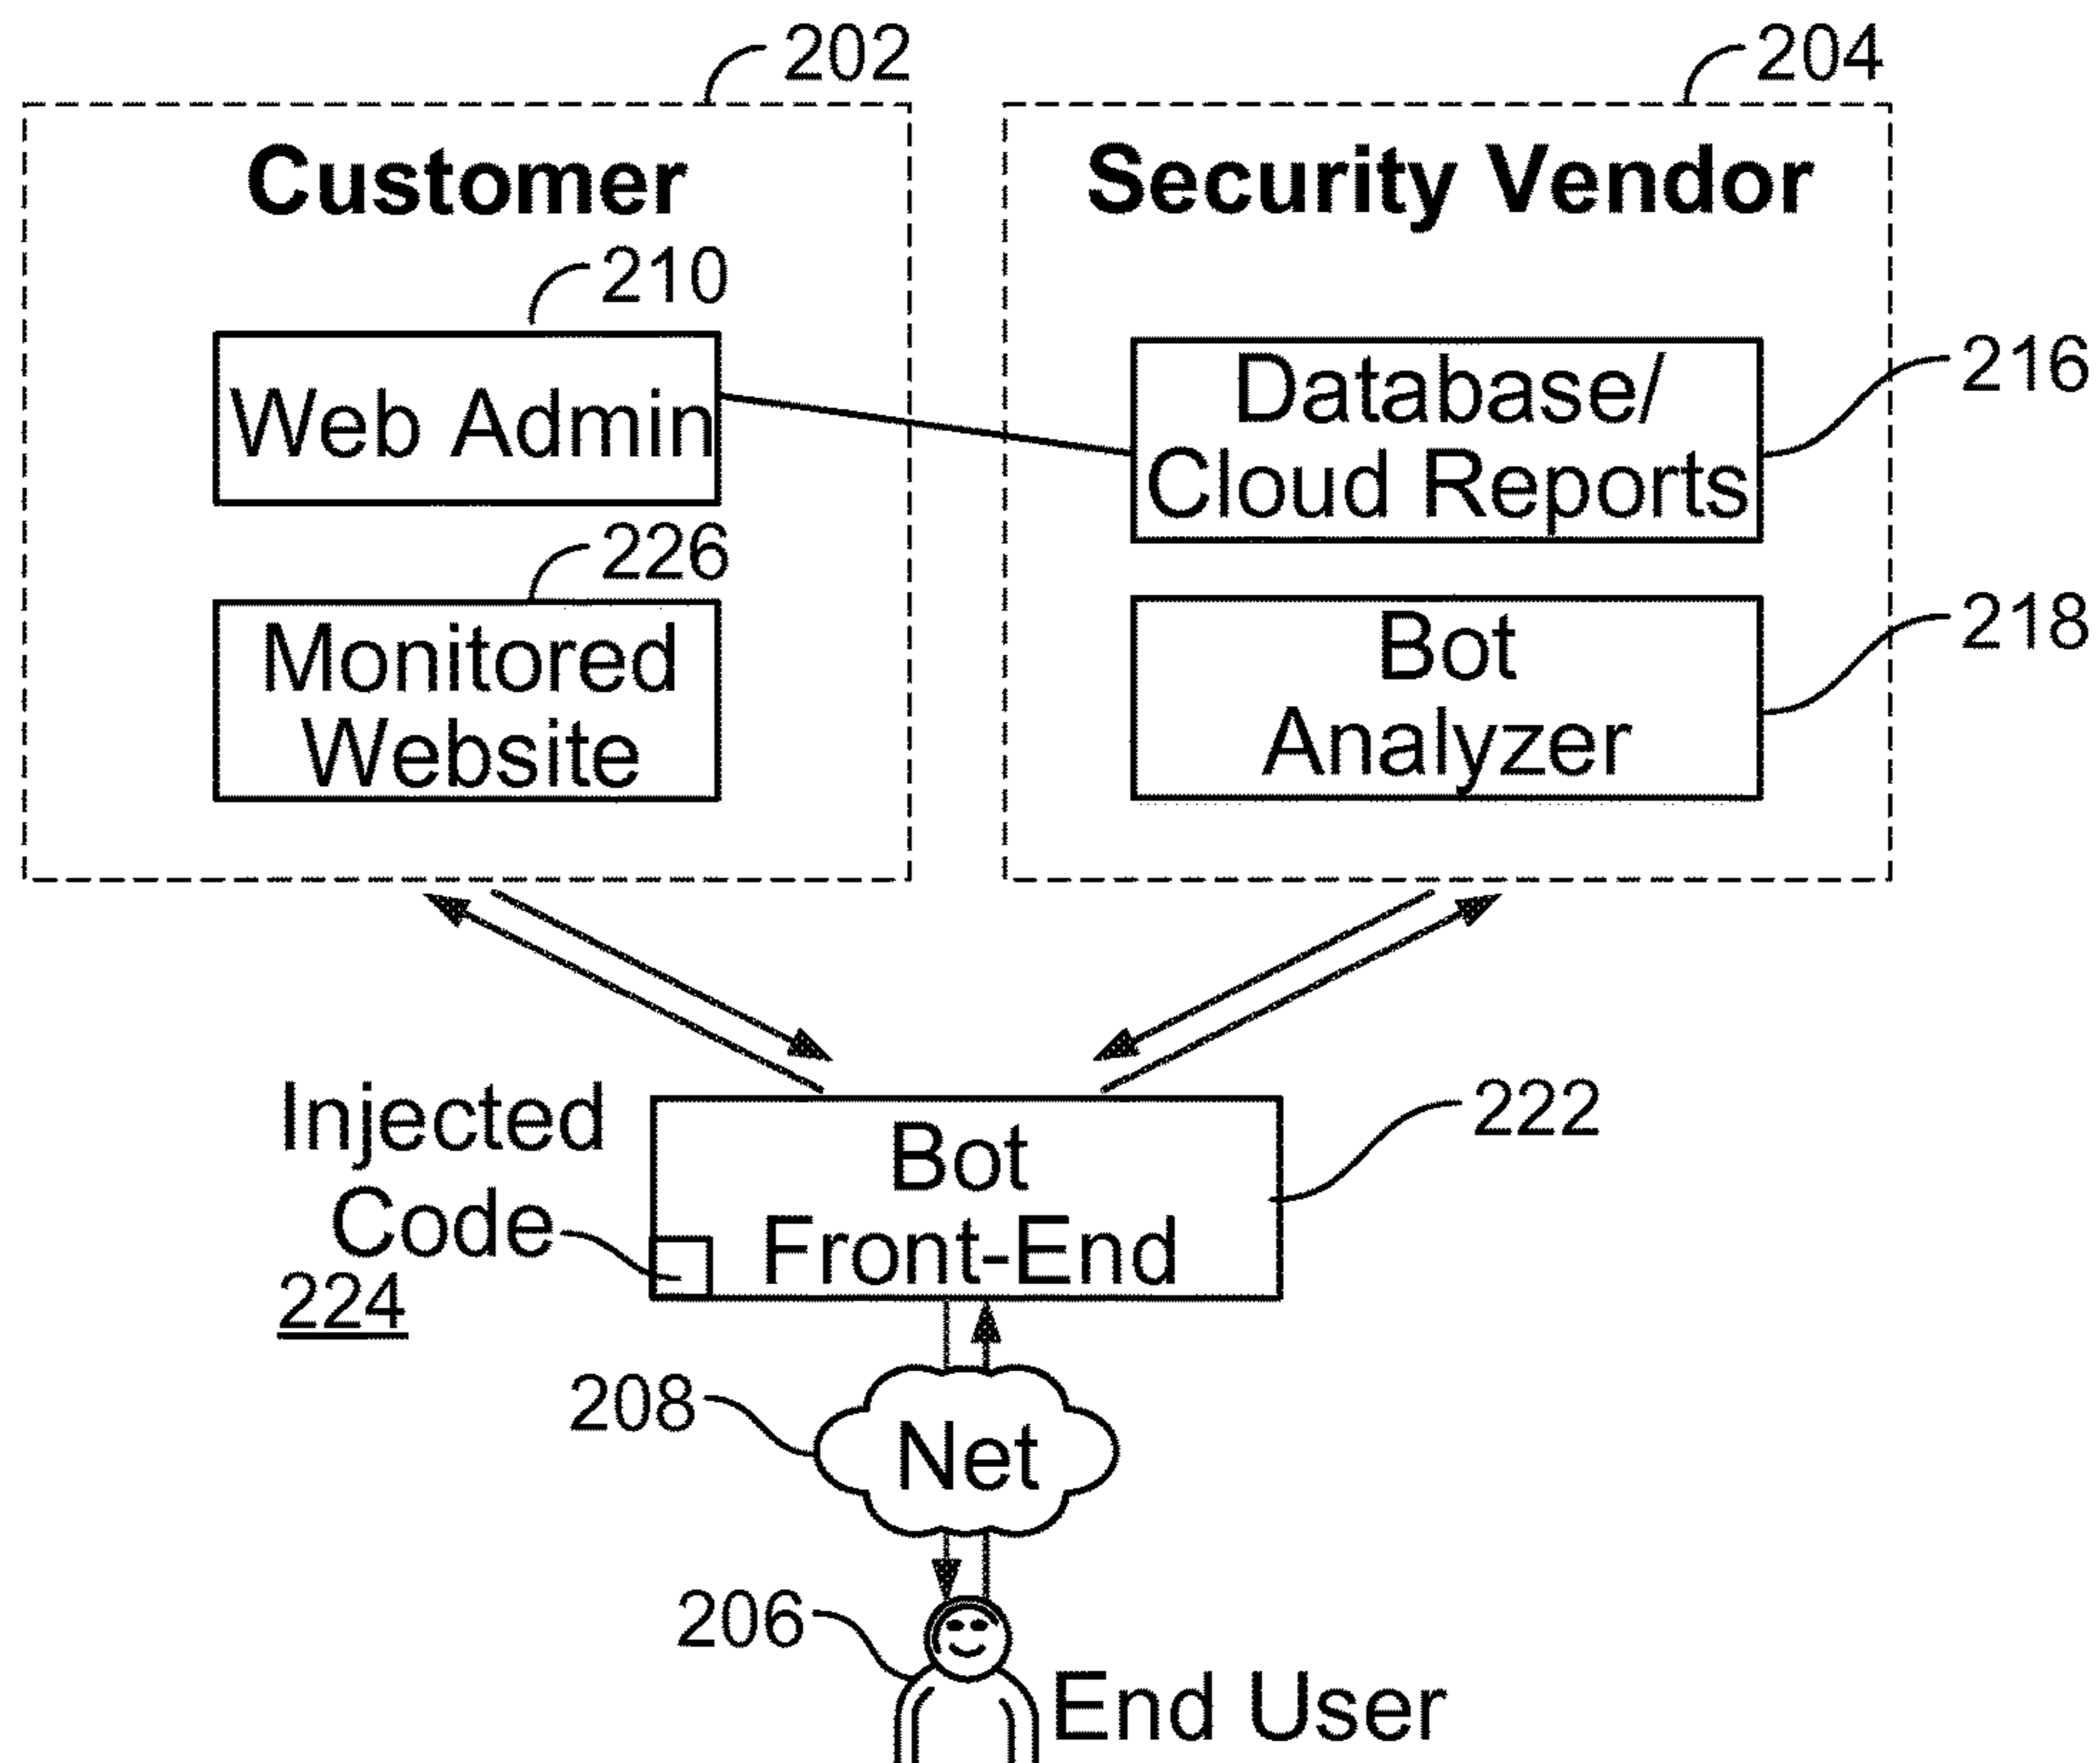 202
204
Customer
Security Vendor
210
Web Admin
Database/
Cloud Reports
216
226
Monitored
Website
Bot
Analyzer
218
Injected
Code
224
Bot
Front-End
222
208
Net
206
End User